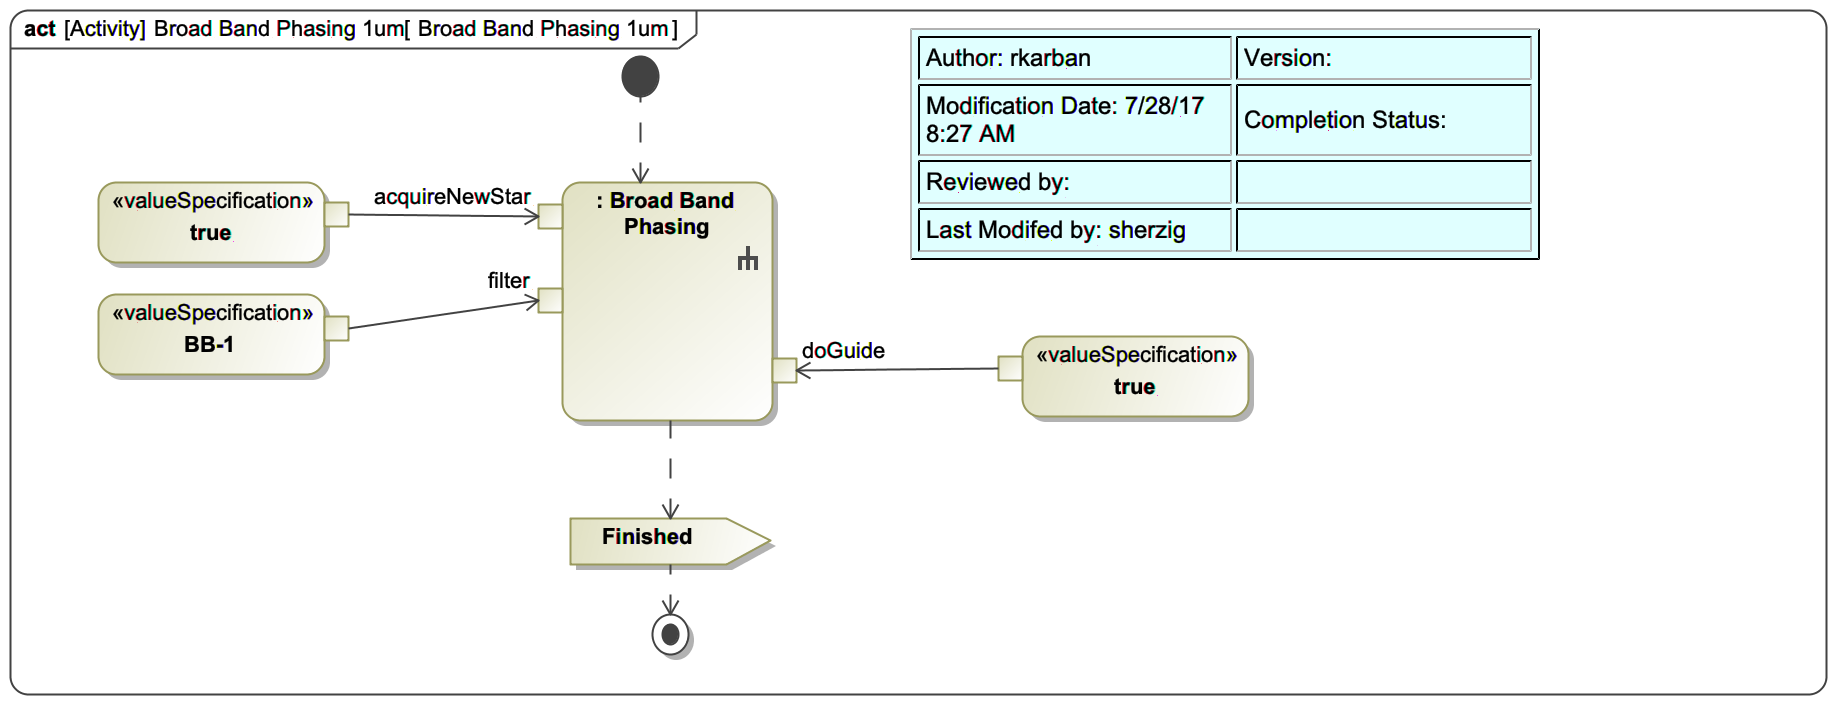 act [Activity] Broad Band Phasing 1um[ Broad Band Phasing 1um ]
Author: rkarban
Version:
Modification Date: 7/28/17
8:27 AM
Completion Status:
Reviewed by:
Last Modifed by: sherzig
«valueSpecification»
true
acquireNewStar
: Broad Band
Phasing
filter
«valueSpecification»
BB-1
doGuide
«valueSpecification»
true
Finished